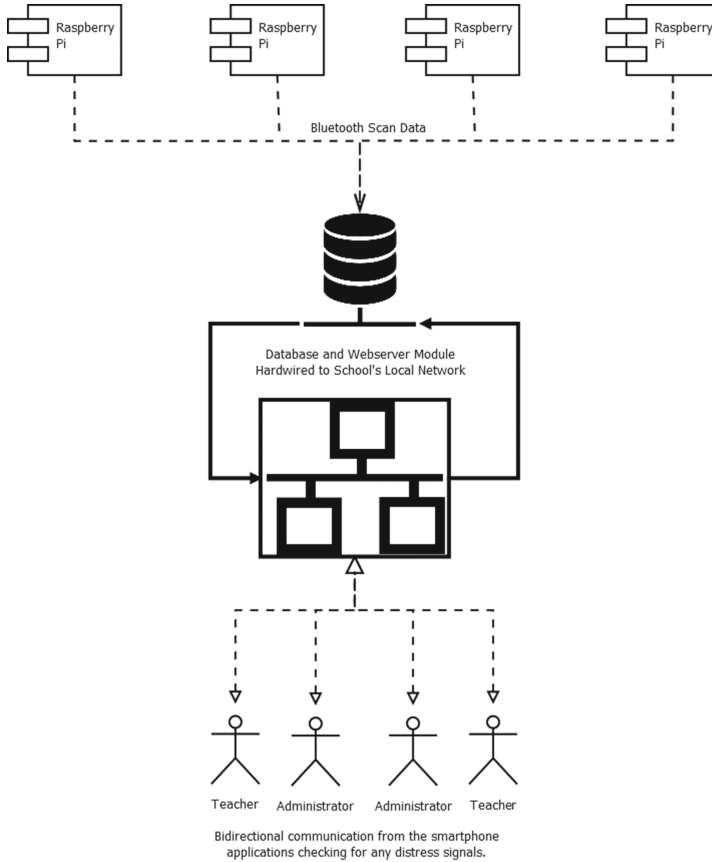 Raspberry
Pi
Raspberry
Pi
Raspberry
Pi
Raspberry
Pi
Bluetooth Scan Data
Database and Webserver Module
Hardwired to School's Local Network
Teacher
Administrator
Administrator
Teacher
Bidirectional communication from the smartphone
applications checking for any distress signals.